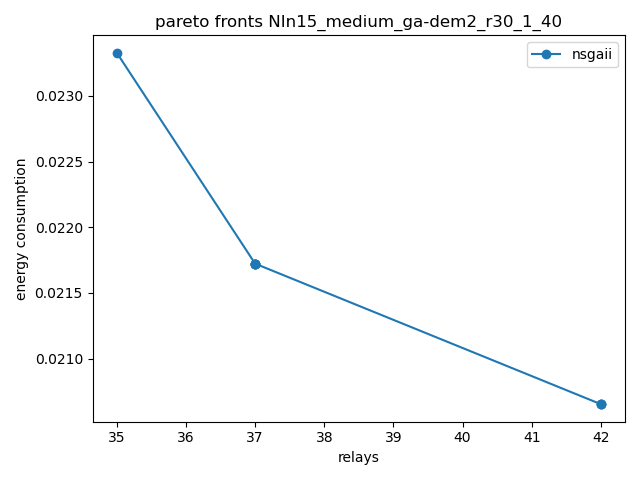 pareto fronts NIn15_medium_ga-dem2_r30_1_40
nsgaii
energy consumption
0.0230
0.0225
0.0220
0.0215
0.0210
35 36 37 38 39 40 41 42
relays